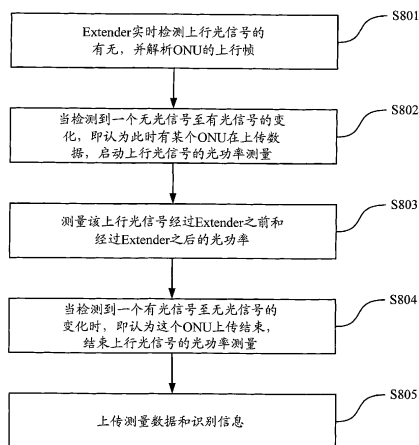 Extender实时检测上行光信号的
有无，并解析ONU的上行帧
S801
当检测到一个无光信号至有光信号的变
化，即认为此时有某个ONU在上传数
据，启动上行光信号的光功率测量
S802
测量该上行光信号经过Extender之前和
经过Extender之后的光功率
S803
当检测到一个有光信号至无光信号的
变化时，即认为这个ONU上传结束，
结束上行光信号的光功率测量
S804
上传测量数据和识别信息
S805